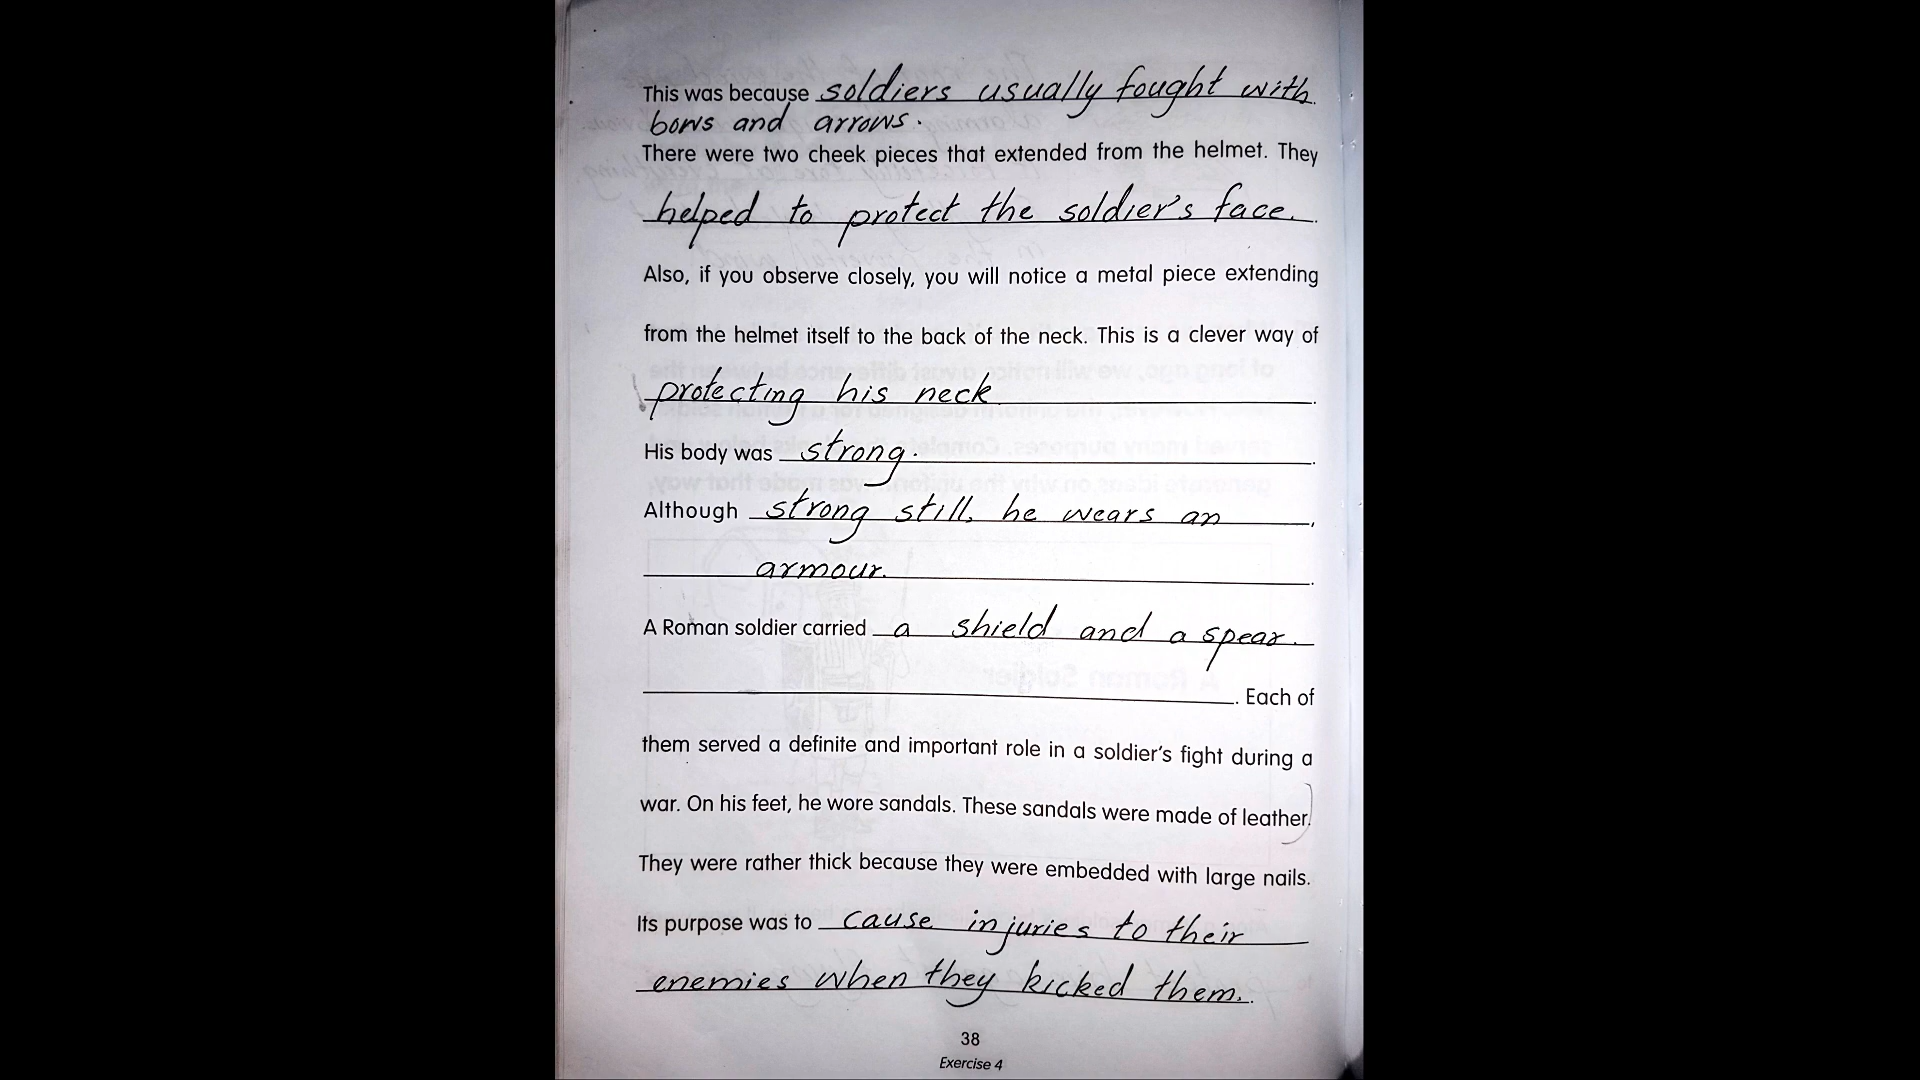 This was because soldiers usually fought with
bows and arrows.
There were two cheek pieces that extended from the helmet. They
helped to protect the soldier's face.
Also, if you observe closely, you will notice a metal piece extending
from the helmet itself to the back of the neck. This is a clever way of
protecting his neck.
His body was strong.
Although strong still, he wears an,
armour.
A Roman soldier carried a shield and a spear.
. Each of
them served a definite and important role in a soldier's fight during a
war. On his feet, he wore sandals. These sandals were made of leather.
They were rather thick because they were embedded with large nails.
Its purpose was to cause injuries to their
enemies when they kicked them.
38
Exercise 4